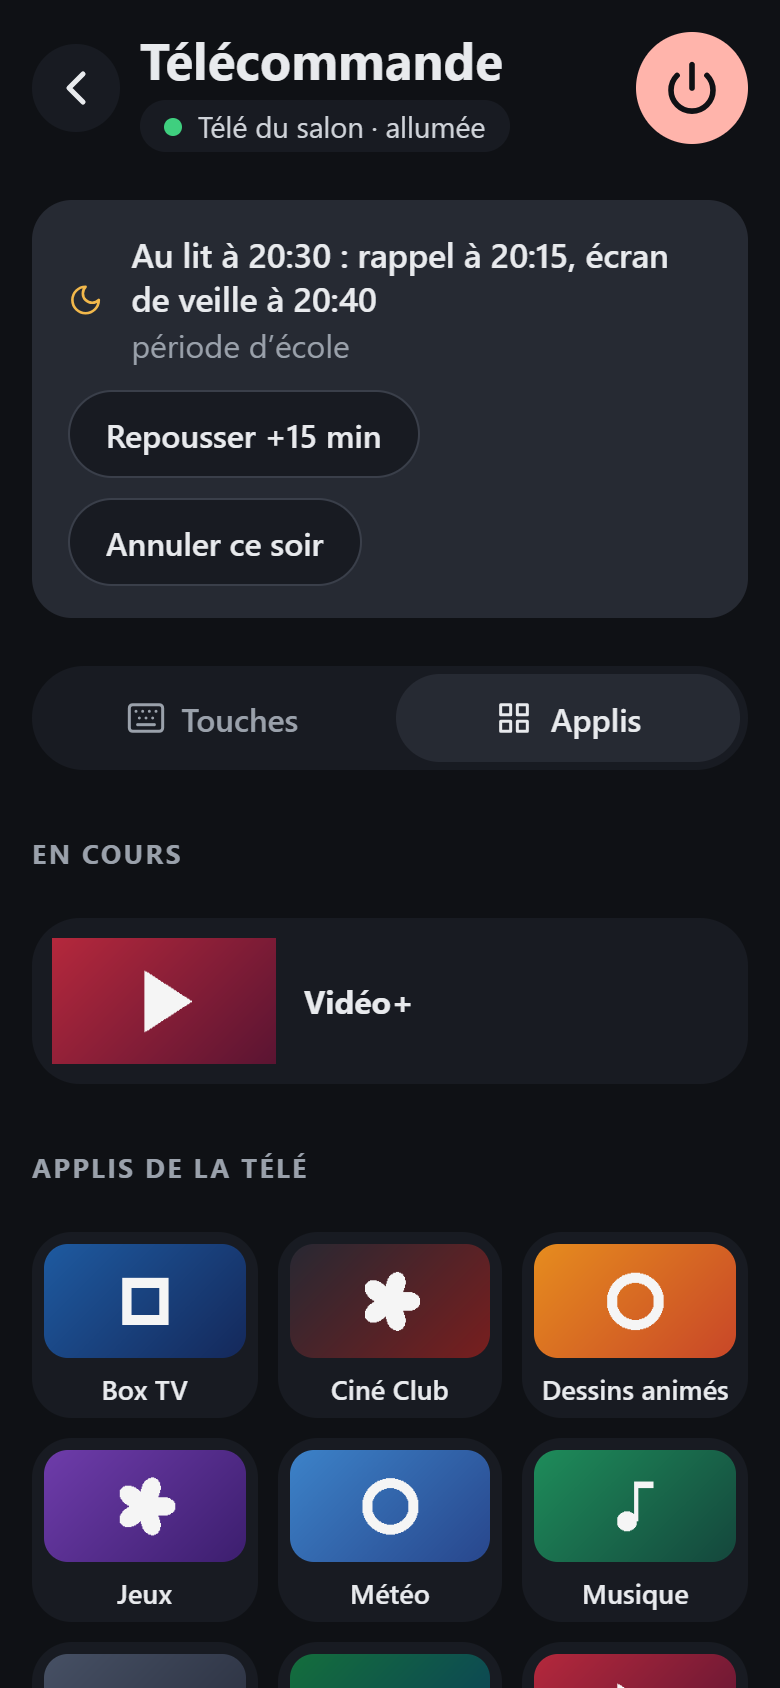 Télécommande
Télé du salon · allumée
Au lit à 20:30 : rappel à 20:15, écran
de veille à 20:40
période d’école
Repousser +15 min
Annuler ce soir
Touches
Applis
EN COURS
Vidéo+
APPLIS DE LA TÉLÉ
Box TV
Ciné Club
Dessins animés
Jeux
Météo
Musique